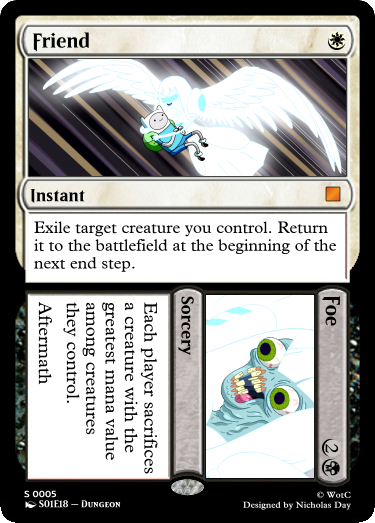 Friend
Instant
Exile target creature you control. Return
it to the battlefield at the beginning of the
next end step.
Foe
2
Sorcery
Each player sacrifices
a creature with the
greatest mana value
among creatures
they control.
Aftermath
S 0005
S01E18 — Dungeon
© WotC
Designed by Nicholas Day